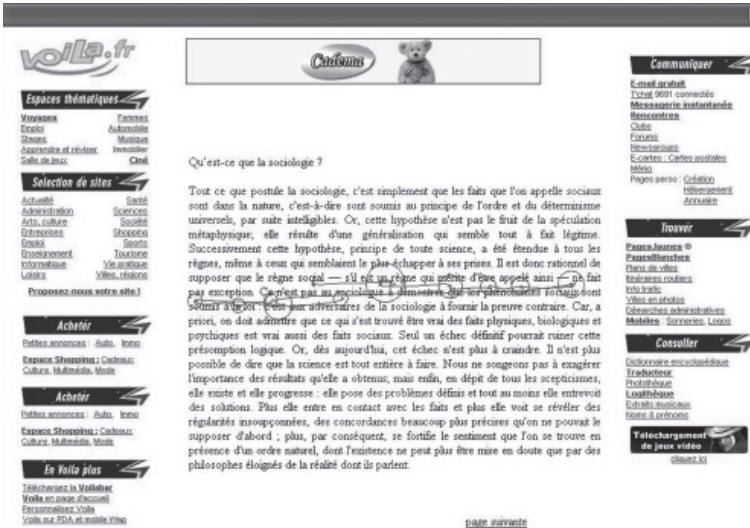 voila.fr
Espaces thématiques
Voyages Femmes
Emploi Automobile
Stages Musique
Apprendre et réviser Immobilier
Salle de jeux Ciné
Selection de sites
Actualité Santé
Administration Sciences
Arts, culture Société
Entreprises Shopping
Emploi Sports
Enseignement Tourisme
Informatique Vie pratique
Loisirs Villes, régions
Proposez nous votre site !
Acheter
Petites annonces : Auto, Immo
Espace Shopping : Cadeaux
Culture, Multimédia, Mode
Acheter
Petites annonces : Auto, Immo
Espace Shopping : Cadeaux
Culture, Multimédia, Mode
En Voila plus
Téléchargez la Voilabar
Voila en page d'accueil
Personnalisez Voila
Voila sur PDA et mobile Wap
Qu'est-ce que la sociologie ?
Tout ce que postule la sociologie, c'est simplement que les faits que l'on appelle sociaux
sont dans la nature, c'est-à-dire sont soumis au principe de l'ordre et du déterminisme
universels, par suite intelligibles. Or, cette hypothèse n'est pas le fruit de la spéculation
métaphysique; elle résulte d'une généralisation qui semble tout à fait légitime.
Successivement cette hypothèse, principe de toute science, a été étendue à tous les
règnes, même à ceux qui semblaient le plus échapper à ses prises. Il est donc rationnel de
supposer que le règne social — s'il est un règne qui mérite d'être appelé ainsi — ne fait
pas exception. Ce n'est pas au sociologue à démontrer que les phénomènes sociaux sont
soumis à la loi : c'est aux adversaires de la sociologie à fournir la preuve contraire. Car, a
priori, on doit admettre que ce qui s'est trouvé être vrai des faits physiques, biologiques et
psychiques est vrai aussi des faits sociaux. Seul un échec définitif pourrait ruiner cette
présomption logique. Or, dès aujourd'hui, cet échec n'est plus à craindre. Il n'est plus
possible de dire que la science est tout entière à faire. Nous ne songeons pas à exagérer
l'importance des résultats qu'elle a obtenus; mais enfin, en dépit de tous les scepticismes,
elle existe et elle progresse : elle pose des problèmes définis et tout au moins elle entrevoit
des solutions. Plus elle entre en contact avec les faits et plus elle voit se révéler des
régularités insoupçonnées, des concordances beaucoup plus précises qu'on ne pouvait le
supposer d'abord ; plus, par conséquent, se fortifie le sentiment que l'on se trouve en
présence d'un ordre naturel, dont l'existence ne peut plus être mise en doute que par des
philosophes éloignés de la réalité dont ils parlent.
page suivante
Communiquer
E-mail gratuit
T'chat 9691 connectés
Messagerie instantanée
Rencontres
Clubs
Forums
Newsgroups
E-cartes : Cartes postales
Mémo
Pages perso : Création
Hébergement
Annuaire
Trouver
PagesJaunes ®
PagesBlanches
Plans de villes
Itinéraires routiers
Info trafic
Villes en photos
Démarches administratives
Mobiles : Sonneries, Logos
Consulter
Dictionnaire encyclopédique
Traducteur
Photothèque
Logithèque
Extraits musicaux
Noms & prénoms
Téléchargement
de jeux vidéo
cliquez ici